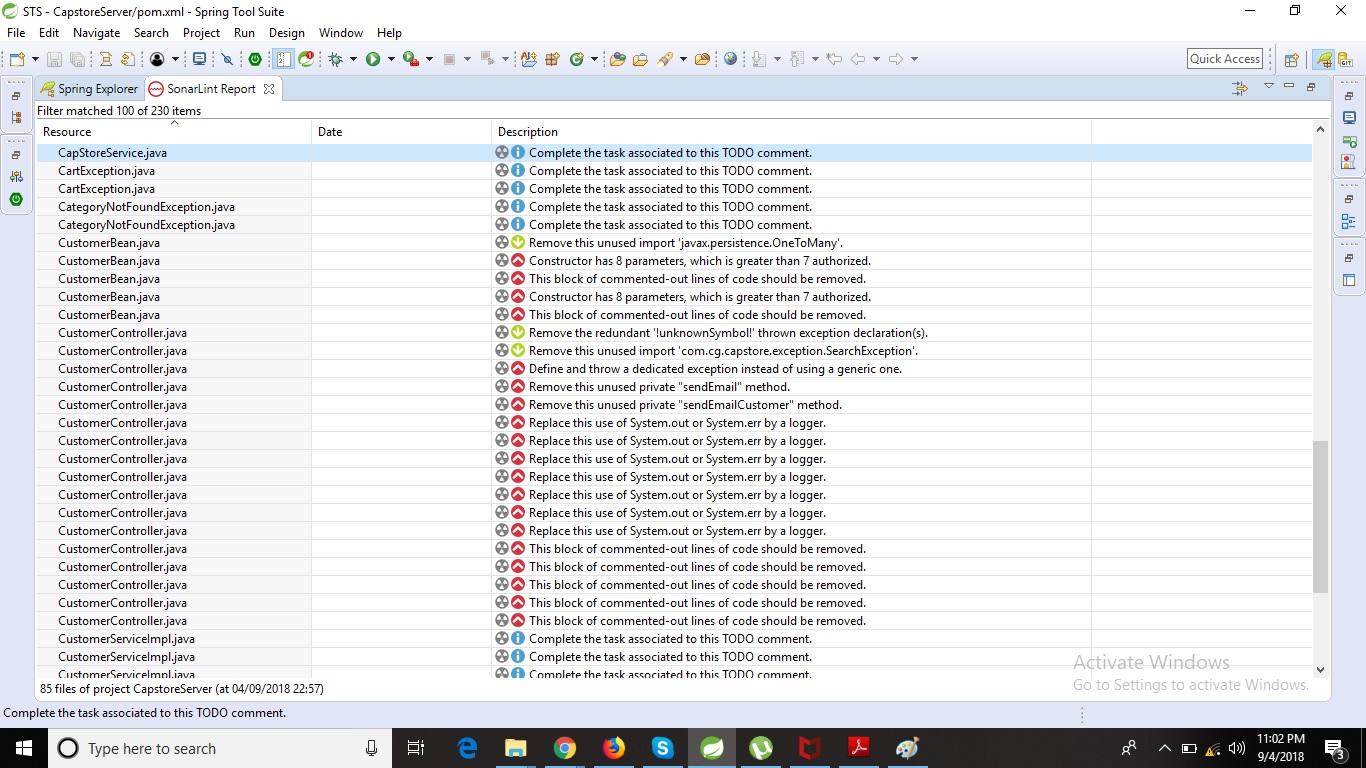 STS - CapstoreServer/pom.xml - Spring Tool Suite
File Edit Navigate Search Project Run Design Window Help
Quick Access
GIT
Spring Explorer SonarLint Report
Filter matched 100 of 230 items
Resource Date Description
CapStoreService.java Complete the task associated to this TODO comment.
CartException.java Complete the task associated to this TODO comment.
CartException.java Complete the task associated to this TODO comment.
CategoryNotFoundException.java Complete the task associated to this TODO comment.
CategoryNotFoundException.java Complete the task associated to this TODO comment.
CustomerBean.java Remove this unused import 'javax.persistence.OneToMany'.
CustomerBean.java Constructor has 8 parameters, which is greater than 7 authorized.
CustomerBean.java This block of commented-out lines of code should be removed.
CustomerBean.java Constructor has 8 parameters, which is greater than 7 authorized.
CustomerBean.java This block of commented-out lines of code should be removed.
CustomerController.java Remove the redundant '!unknownSymbol!' thrown exception declaration(s).
CustomerController.java Remove this unused import 'com.cg.capstore.exception.SearchException'.
CustomerController.java Define and throw a dedicated exception instead of using a generic one.
CustomerController.java Remove this unused private "sendEmail" method.
CustomerController.java Remove this unused private "sendEmailCustomer" method.
CustomerController.java Replace this use of System.out or System.err by a logger.
CustomerController.java Replace this use of System.out or System.err by a logger.
CustomerController.java Replace this use of System.out or System.err by a logger.
CustomerController.java Replace this use of System.out or System.err by a logger.
CustomerController.java Replace this use of System.out or System.err by a logger.
CustomerController.java Replace this use of System.out or System.err by a logger.
CustomerController.java Replace this use of System.out or System.err by a logger.
CustomerController.java This block of commented-out lines of code should be removed.
CustomerController.java This block of commented-out lines of code should be removed.
CustomerController.java This block of commented-out lines of code should be removed.
CustomerController.java This block of commented-out lines of code should be removed.
CustomerController.java This block of commented-out lines of code should be removed.
CustomerServiceImpl.java Complete the task associated to this TODO comment.
CustomerServiceImpl.java Complete the task associated to this TODO comment.
CustomerServiceImpl.java Complete the task associated to this TODO comment.
Activate Windows
Go to Settings to activate Windows.
85 files of project CapstoreServer (at 04/09/2018 22:57)
Complete the task associated to this TODO comment.
Type here to search
11:02 PM
9/4/2018
3